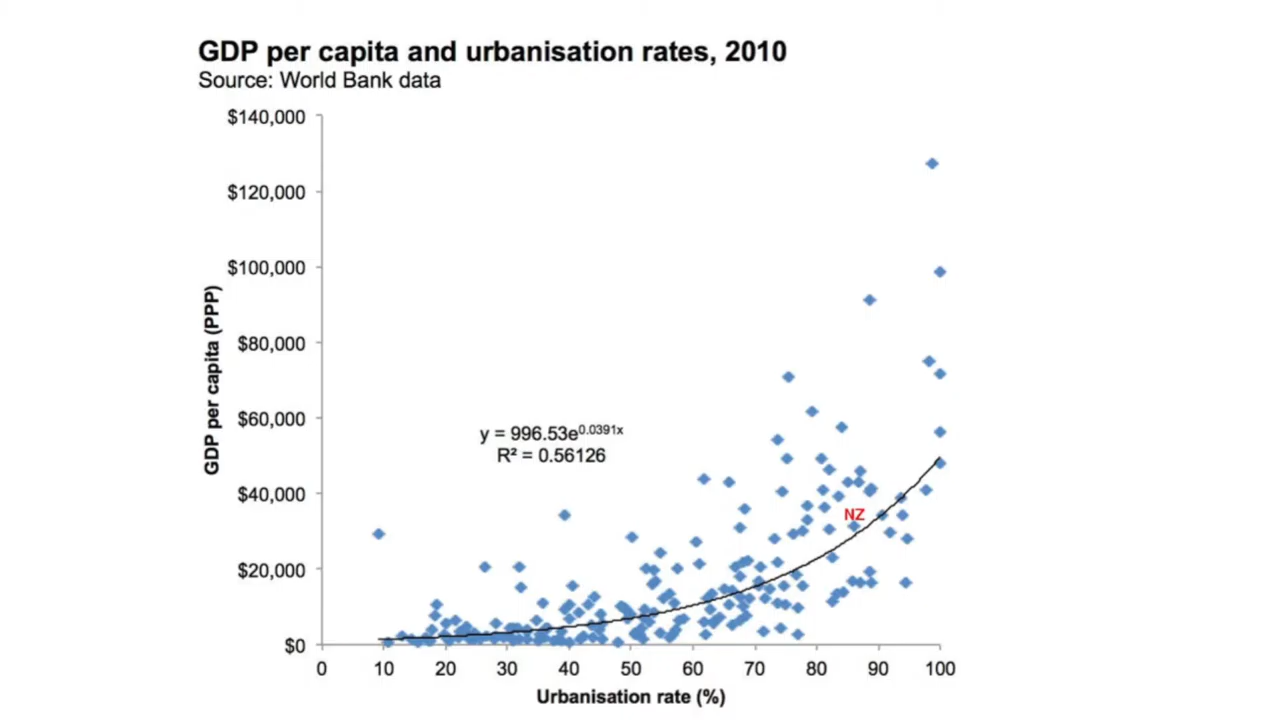 GDP per capita and urbanisation rates, 2010
Source: World Bank data
$140,000
$120,000
$100,000
$80,000
$60,000
$40,000
$20,000
$0
GDP per capita (PPP)
y = 996.53e^0.0391x
R² = 0.56126
NZ
0 10 20 30 40 50 60 70 80 90 100
Urbanisation rate (%)